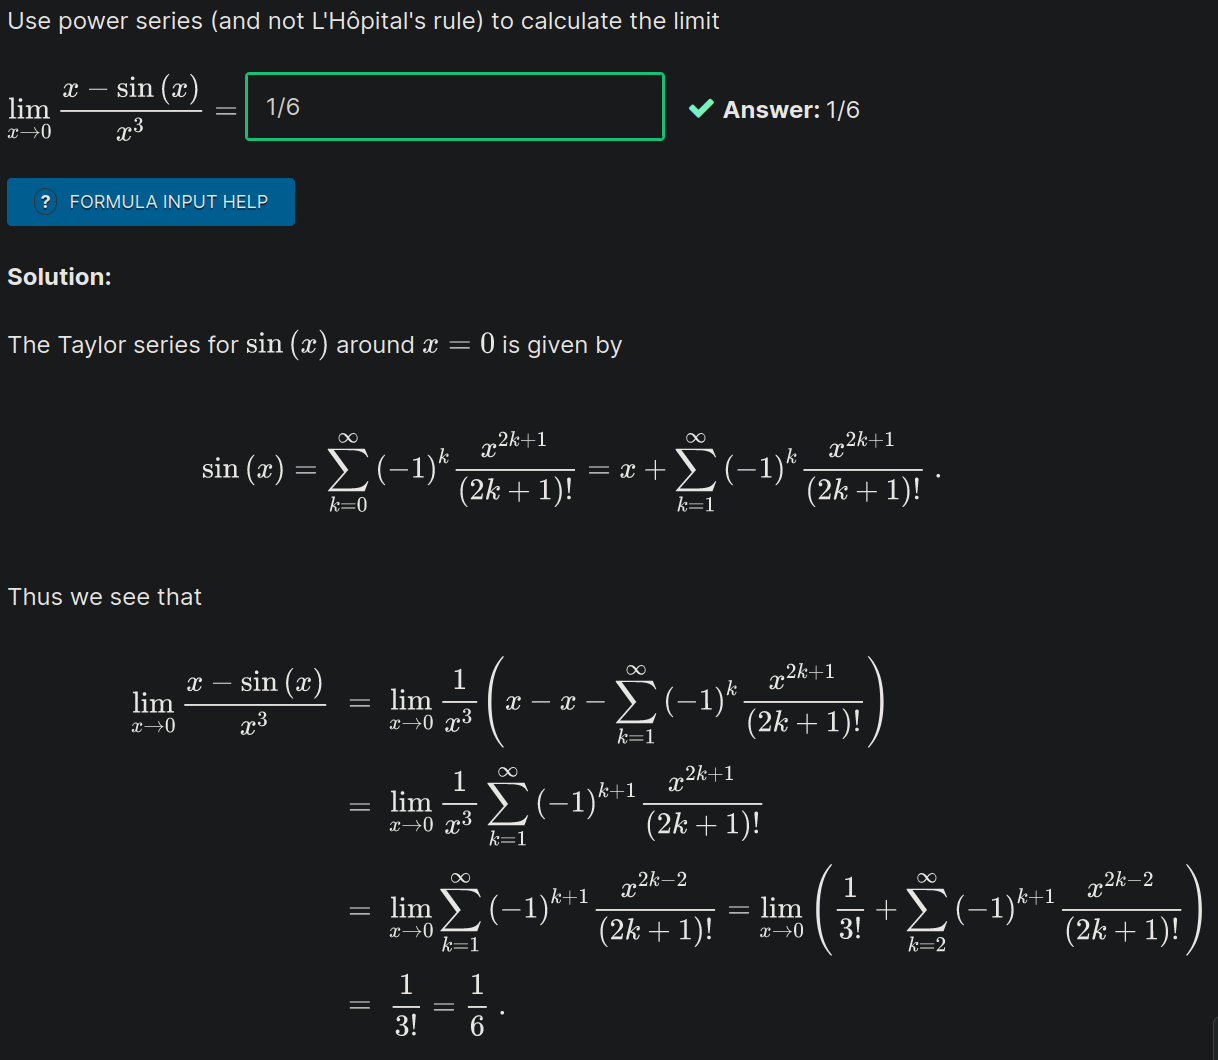 Use power series (and not L'Hôpital's rule) to calculate the limit
$\lim_{x \to 0} \frac{x - \sin(x)}{x^3} =$ 1/6 ✔ Answer: 1/6
? FORMULA INPUT HELP
Solution:
The Taylor series for $\sin(x)$ around $x = 0$ is given by
$\sin(x) = \sum_{k=0}^{\infty} (-1)^k \frac{x^{2k+1}}{(2k+1)!} = x + \sum_{k=1}^{\infty} (-1)^k \frac{x^{2k+1}}{(2k+1)!} .$
Thus we see that
$\lim_{x \to 0} \frac{x - \sin(x)}{x^3} = \lim_{x \to 0} \frac{1}{x^3} \left( x - x - \sum_{k=1}^{\infty} (-1)^k \frac{x^{2k+1}}{(2k+1)!} \right)$
$= \lim_{x \to 0} \frac{1}{x^3} \sum_{k=1}^{\infty} (-1)^{k+1} \frac{x^{2k+1}}{(2k+1)!}$
$= \lim_{x \to 0} \sum_{k=1}^{\infty} (-1)^{k+1} \frac{x^{2k-2}}{(2k+1)!} = \lim_{x \to 0} \left( \frac{1}{3!} + \sum_{k=2}^{\infty} (-1)^{k+1} \frac{x^{2k-2}}{(2k+1)!} \right)$
$= \frac{1}{3!} = \frac{1}{6} .$